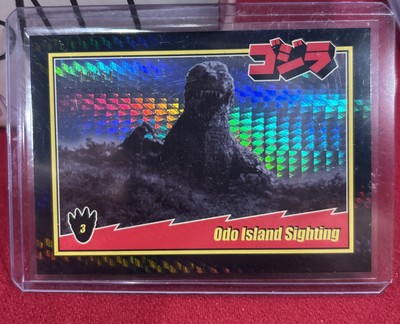 ゴジラ
3
Odo Island Sighting